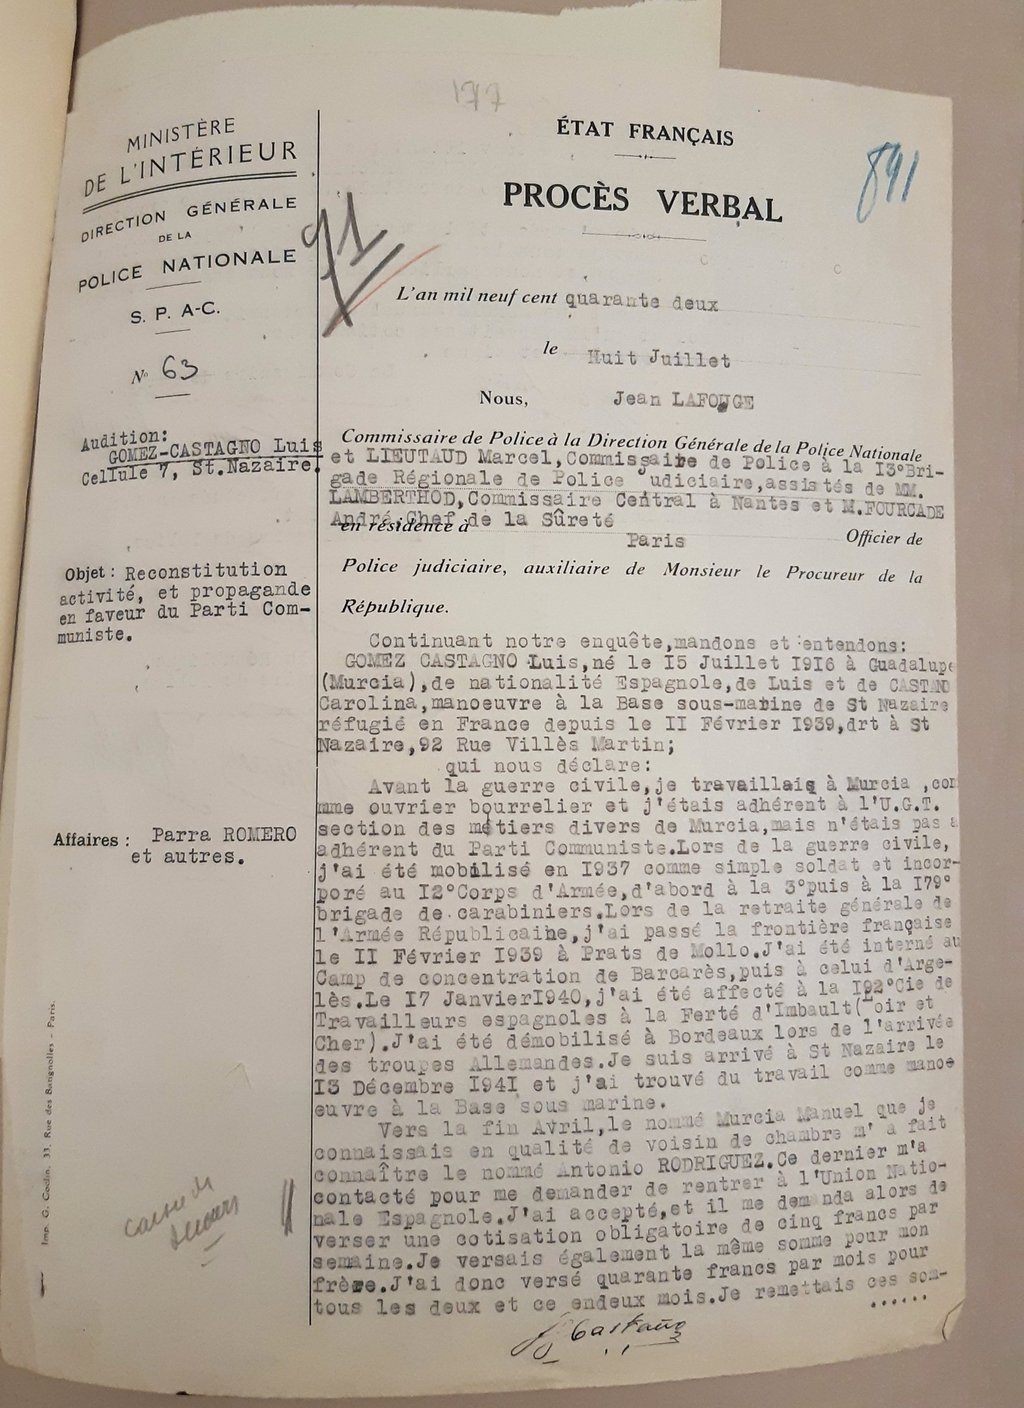 177
MINISTÈRE
DE L'INTÉRIEUR
DIRECTION GÉNÉRALE
DE LA
POLICE NATIONALE
S. P. A-C.
N° 63
Audition:
GOMEZ-CASTAGNO Luis
Cellule 7, St.Nazaire.
Objet : Reconstitution
activité, et propagande
en faveur du Parti Com-
muniste.
Affaires : Parra ROMERO
et autres.
Caisse de
secours
Imp. G. Godin. 33, Rue des Batignolles - Paris.
ÉTAT FRANÇAIS
891
PROCÈS VERBAL
91
L'an mil neuf cent quarante deux
le Huit Juillet
Nous, Jean LAFOUGE
Commissaire de Police à la Direction Générale de la Police Nationale
et LIEUTAUD Marcel,Commissaire de Police à la 13°Bri-
gade Régionale de Police Judiciaire,assistés de MM.
LAMBERTHOD,Commissaire Central à Nantes et M.FOURCADE
André,Chef de la Sûreté
en résidence à Paris Officier de
Police judiciaire, auxiliaire de Monsieur le Procureur de la
République.
Continuant notre enquête,mandons et entendons:
GOMEZ CASTAGNO Luis,né le I5 Juillet I9I6 à Guadalupe
(Murcia),de nationalité Espagnole,de Luis et de CASTANO
Carolina,manoeuvre à la Base sous-marine de St Nazaire
réfugié en France depuis le II Février I939,drt à St
Nazaire,92 Rue Villès Martin;
qui nous déclare:
Avant la guerre civile,je travaillais à Murcia ,com
mme ouvrier bourrelier et j'étais adhérent à l'U.G.T.
section des métiers divers de Murcia,mais n'étais pas a
adhérent du Parti Communiste.Lors de la guerre civile,
j'ai été mobilisé en I937 comme simple soldat et incor-
poré au I2°Corps d'Armée,d'abord à la 3°puis à la I79°
brigade de carabiniers.Lors de la retraite générale de
l'Armée Républicaine,j'ai passé la frontière française
le II Février I939 à Prats de Mollo.J'ai été interné au
Camp de concentration de Barcarès,puis à celui d'Arge-
lès.Le I7 JanvierI940,j'ai été affecté à la I92°Cie de
Travailleurs espagnoles à la Ferté d'Imbault(Loir et
Cher).J'ai été démobilisé à Bordeaux lors de l'arrivée
des troupes Allemandes.Je suis arrivé à St Nazaire le
I3 Décembre I94I et j'ai trouvé du travail comme manoe
euvre à la Base sous marine.
Vers la fin Avril,le nommé Murcia Manuel que je
connaissais en qualité de voisin de chambre m' a fait
connaître le nommé Antonio RODRIGUEZ.Ce dernier m'a
contacté pour me demander de rentrer à l'Union Natio-
nale Espagnole.J'ai accepté,et il me demanda alors de
verser une cotisation obligatoire de cinq francs par
semaine.Je versais également la même somme pour mon
frère.J'ai donc versé quarante francs par mois pour
tous les deux et ce endeux mois.Je remettais ces som-
......
Castaño